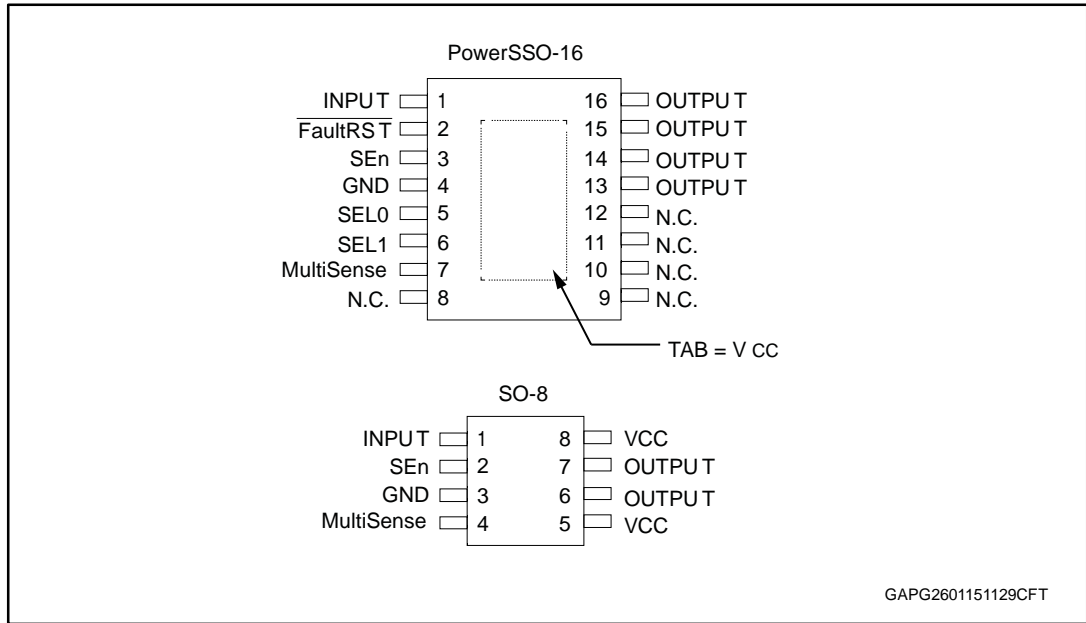 PowerSSO-16
INPUT 1 16 OUTPUT
FaultRST 2 15 OUTPUT
SEn 3 14 OUTPUT
GND 4 13 OUTPUT
SEL0 5 12 N.C.
SEL1 6 11 N.C.
MultiSense 7 10 N.C.
N.C. 8 9 N.C.
TAB = V CC
SO-8
INPUT 1 8 VCC
SEn 2 7 OUTPUT
GND 3 6 OUTPUT
MultiSense 4 5 VCC
GAPG2601151129CFT